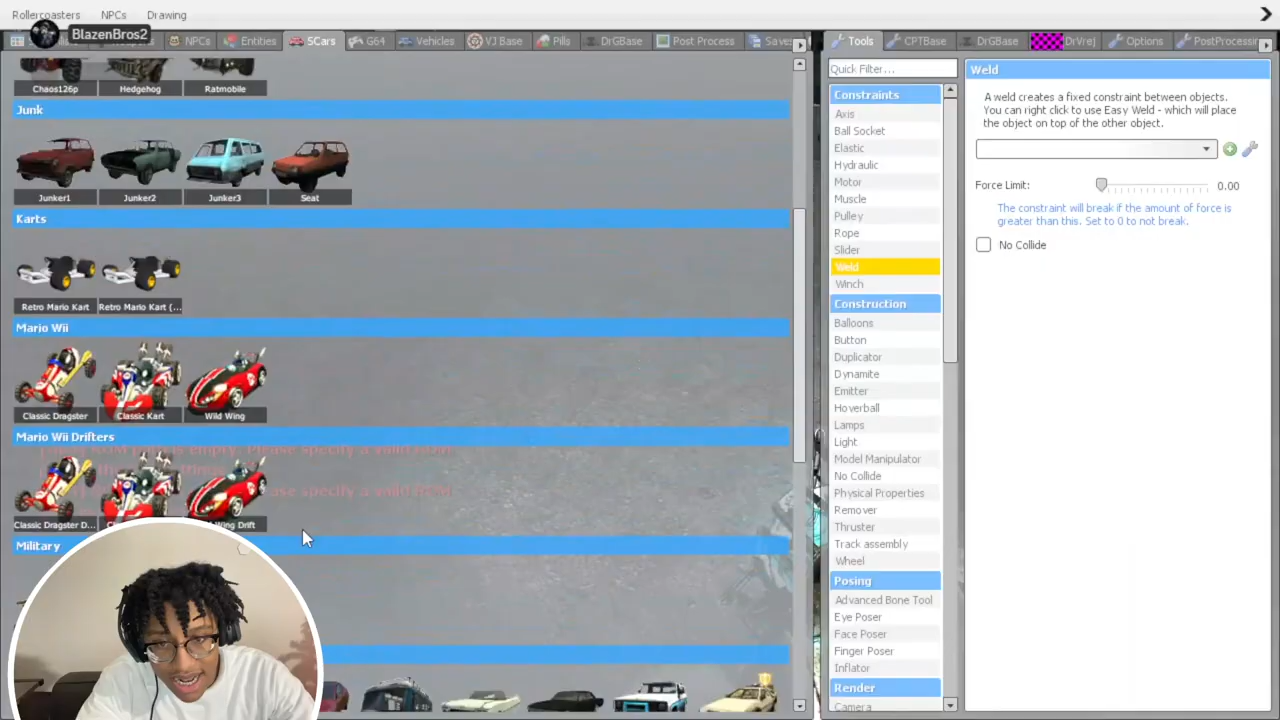 Rollercoasters NPCs Drawing
BlazenBros2
NPCs Entities SCars G64 Vehicles VJ Base Pills DrGBase Post Process Save
Chaos126p Hedgehog Ratmobile
Junk
Junker1 Junker2 Junker3 Seat
Karts
Retro Mario Kart Retro Mario Kart (...
Mario Wii
Classic Dragster Classic Kart Wild Wing
Mario Wii Drifters
Classic Dragster D... Wing Drift
Military
Tools CPTBase DrGBase DrVrej Options PostProcessin
Quick Filter...
Constraints
Axis
Ball Socket
Elastic
Hydraulic
Motor
Muscle
Pulley
Rope
Slider
Weld
Winch
Construction
Balloons
Button
Duplicator
Dynamite
Emitter
Hoverball
Lamps
Light
Model Manipulator
No Collide
Physical Properties
Remover
Thruster
Track assembly
Wheel
Posing
Advanced Bone Tool
Eye Poser
Face Poser
Finger Poser
Inflator
Render
Camera
Weld
A weld creates a fixed constraint between objects.
You can right click to use Easy Weld - which will place
the object on top of the other object.
Force Limit: 0.00
The constraint will break if the amount of force is
greater than this. Set to 0 to not break.
No Collide